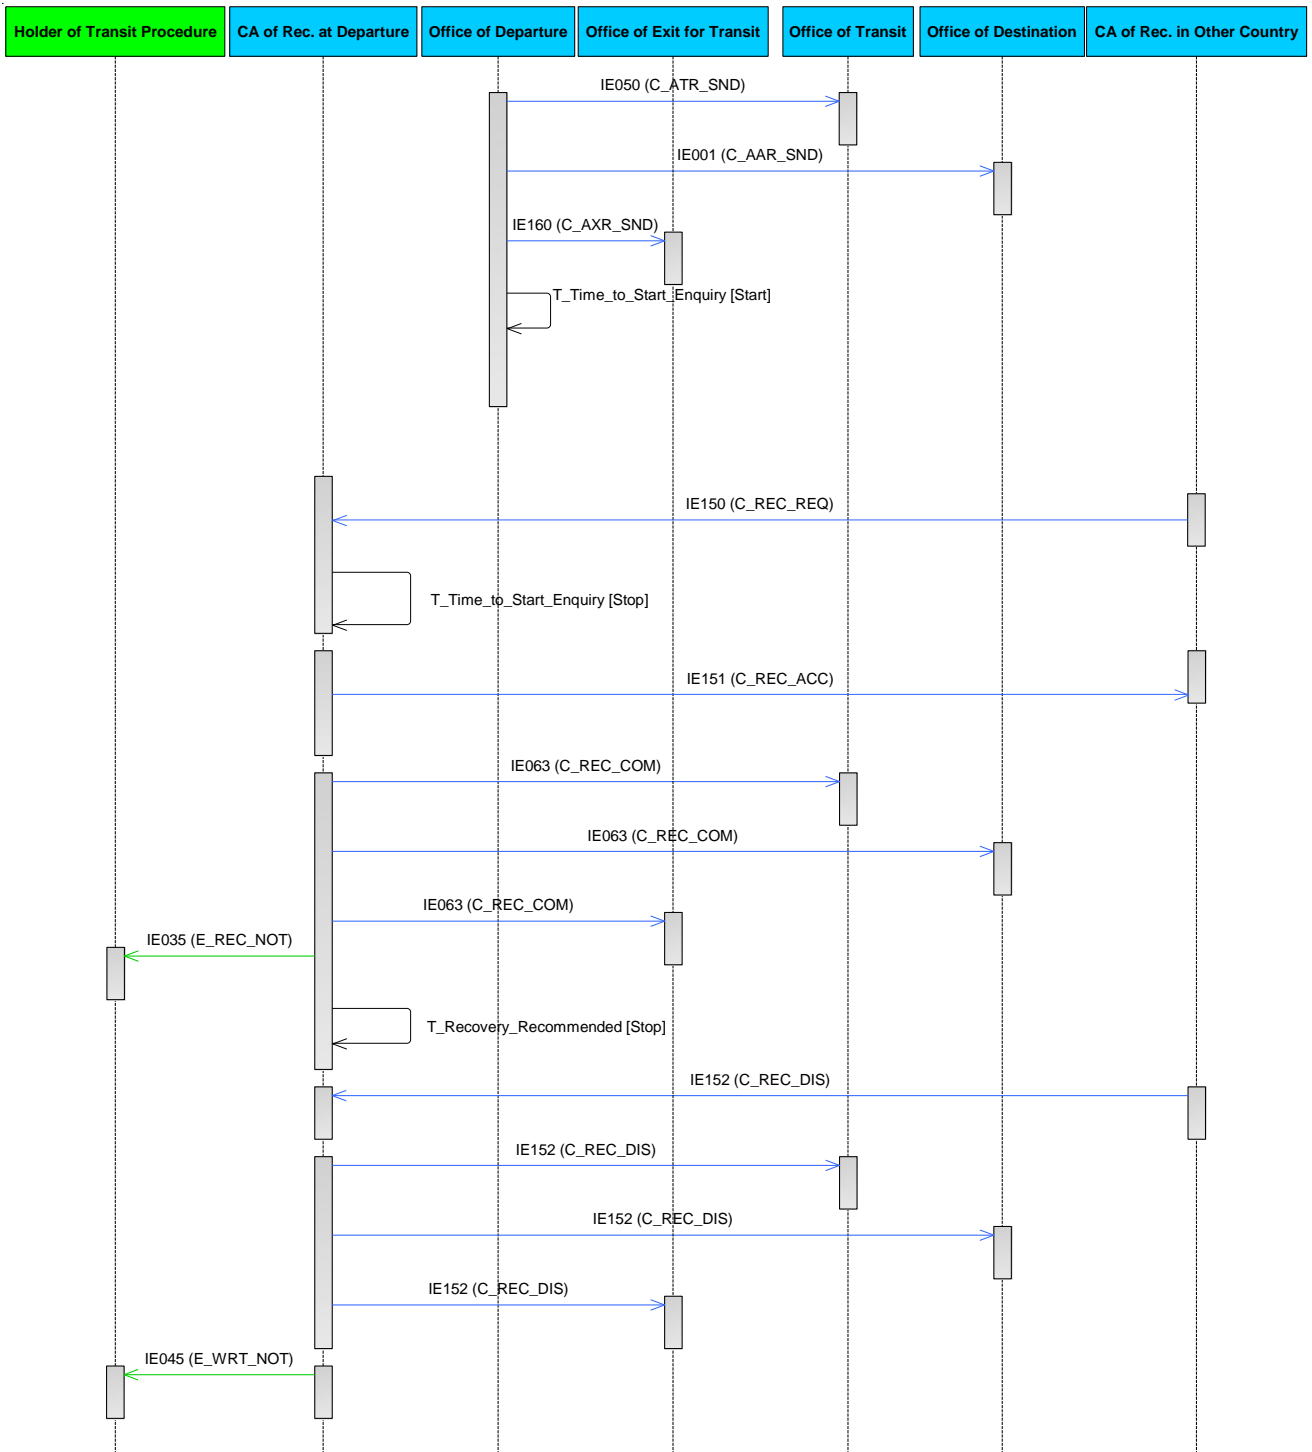 Holder of Transit Procedure
CA of Rec. at Departure
Office of Departure
Office of Exit for Transit
Office of Transit
Office of Destination
CA of Rec. in Other Country
IE050 (C_ATR_SND)
IE001 (C_AAR_SND)
IE160 (C_AXR_SND)
T_Time_to_Start_Enquiry [Start]
IE150 (C_REC_REQ)
T_Time_to_Start_Enquiry [Stop]
IE151 (C_REC_ACC)
IE063 (C_REC_COM)
IE063 (C_REC_COM)
IE063 (C_REC_COM)
IE035 (E_REC_NOT)
T_Recovery_Recommended [Stop]
IE152 (C_REC_DIS)
IE152 (C_REC_DIS)
IE152 (C_REC_DIS)
IE152 (C_REC_DIS)
IE045 (E_WRT_NOT)